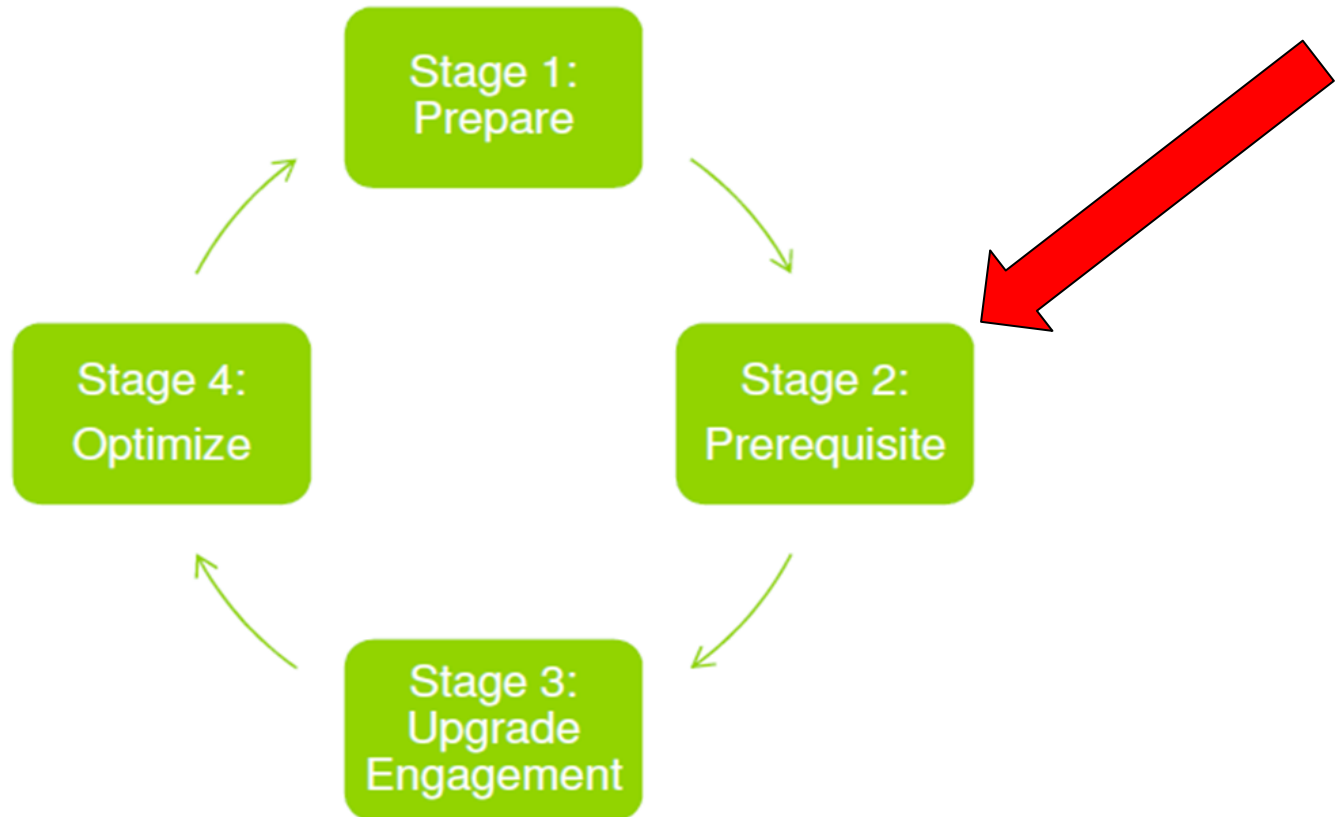 Stage 1:
Prepare
Stage 2:
Prerequisite
Stage 3:
Upgrade
Engagement
Stage 4:
Optimize